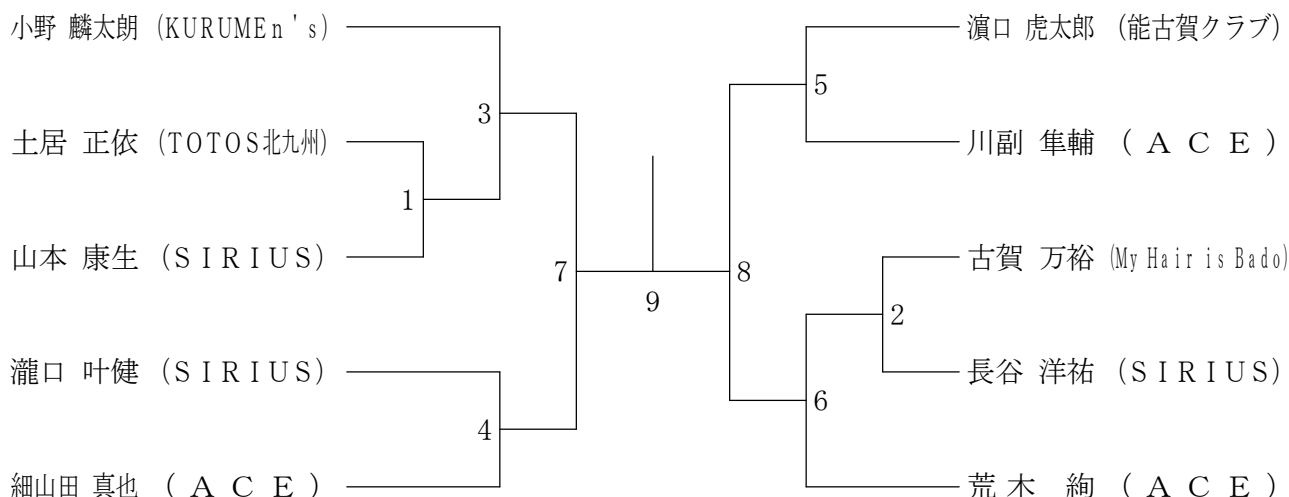 小野 麟太朗 (KURUMEn's)
土居 正依 (TOTOS北九州)
山本 康生 (SIRIUS)
瀧口 叶健 (SIRIUS)
細山田 真也 (ACE)
3
1
7
4
9
濵口 虎太郎 (能古賀クラブ)
川副 隼輔 (ACE)
古賀 万裕 (My Hair is Bado)
長谷 洋祐 (SIRIUS)
荒木 絢 (ACE)
5
8
2
6